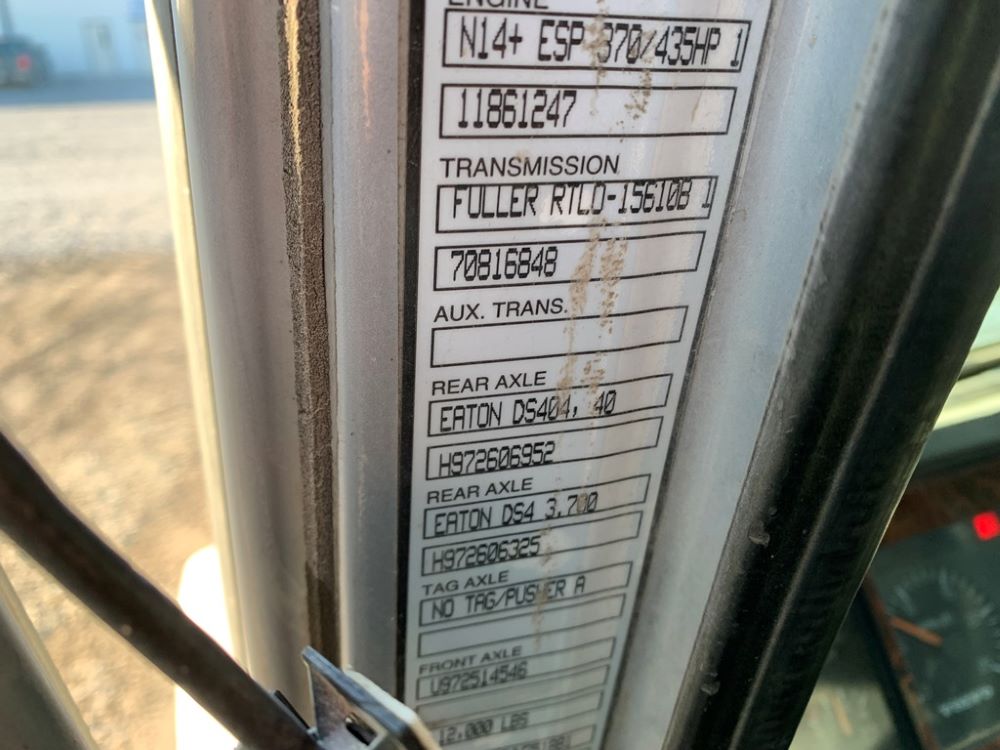 ENGINE
N14+ ESP 370/435HP 1
11861247
TRANSMISSION
FULLER RTLO-15610B 1
70816848
AUX. TRANS.
REAR AXLE
EATON DS404, 40
H972606952
REAR AXLE
EATON DS4 3.700
H972606325
TAG AXLE
NO TAG/PUSHER A
FRONT AXLE
U972514546
12,000 LBS